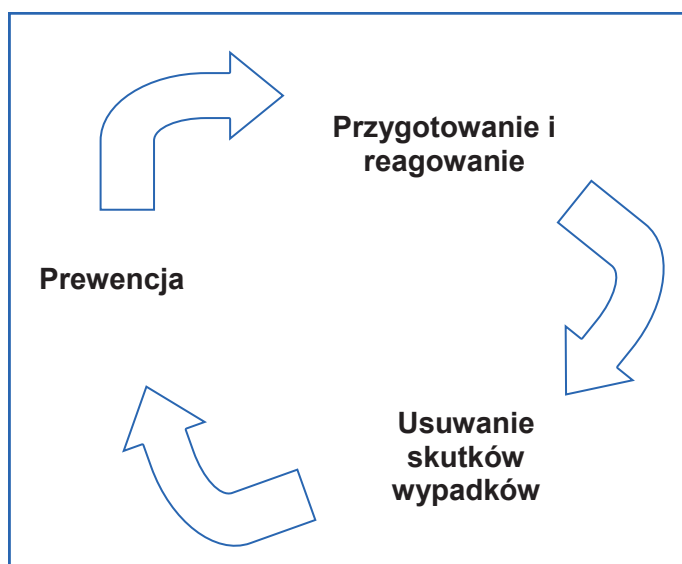 Przygotowanie i
reagowanie
Prewencja
Usuwanie
skutków
wypadków